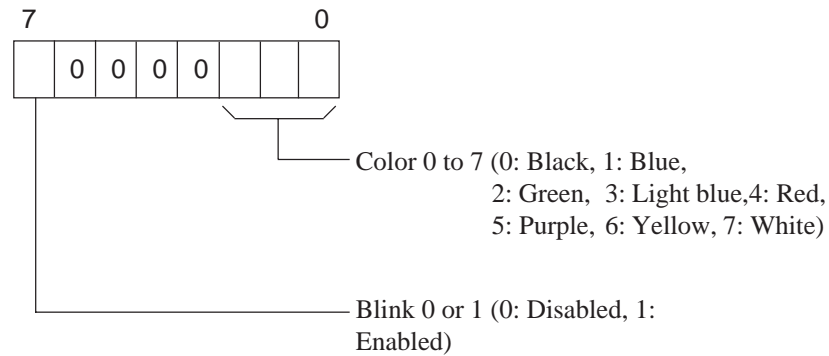 7 0
0 0 0 0
Color 0 to 7 (0: Black, 1: Blue,
2: Green, 3: Light blue,4: Red,
5: Purple, 6: Yellow, 7: White)
Blink 0 or 1 (0: Disabled, 1:
Enabled)